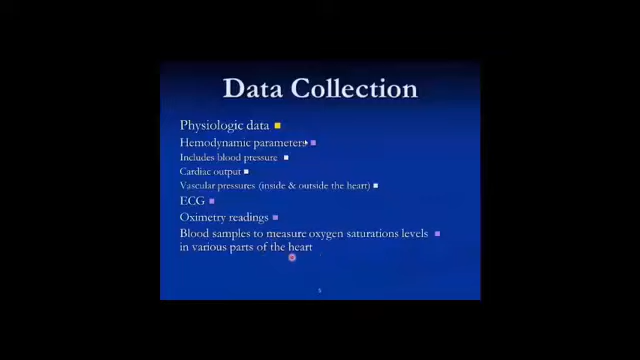 Data Collection
Physiologic data
Hemodynamic parameters
Includes blood pressure
Cardiac output
Vascular pressures (inside & outside the heart)
ECG
Oximetry readings
Blood samples to measure oxygen saturations levels
in various parts of the heart